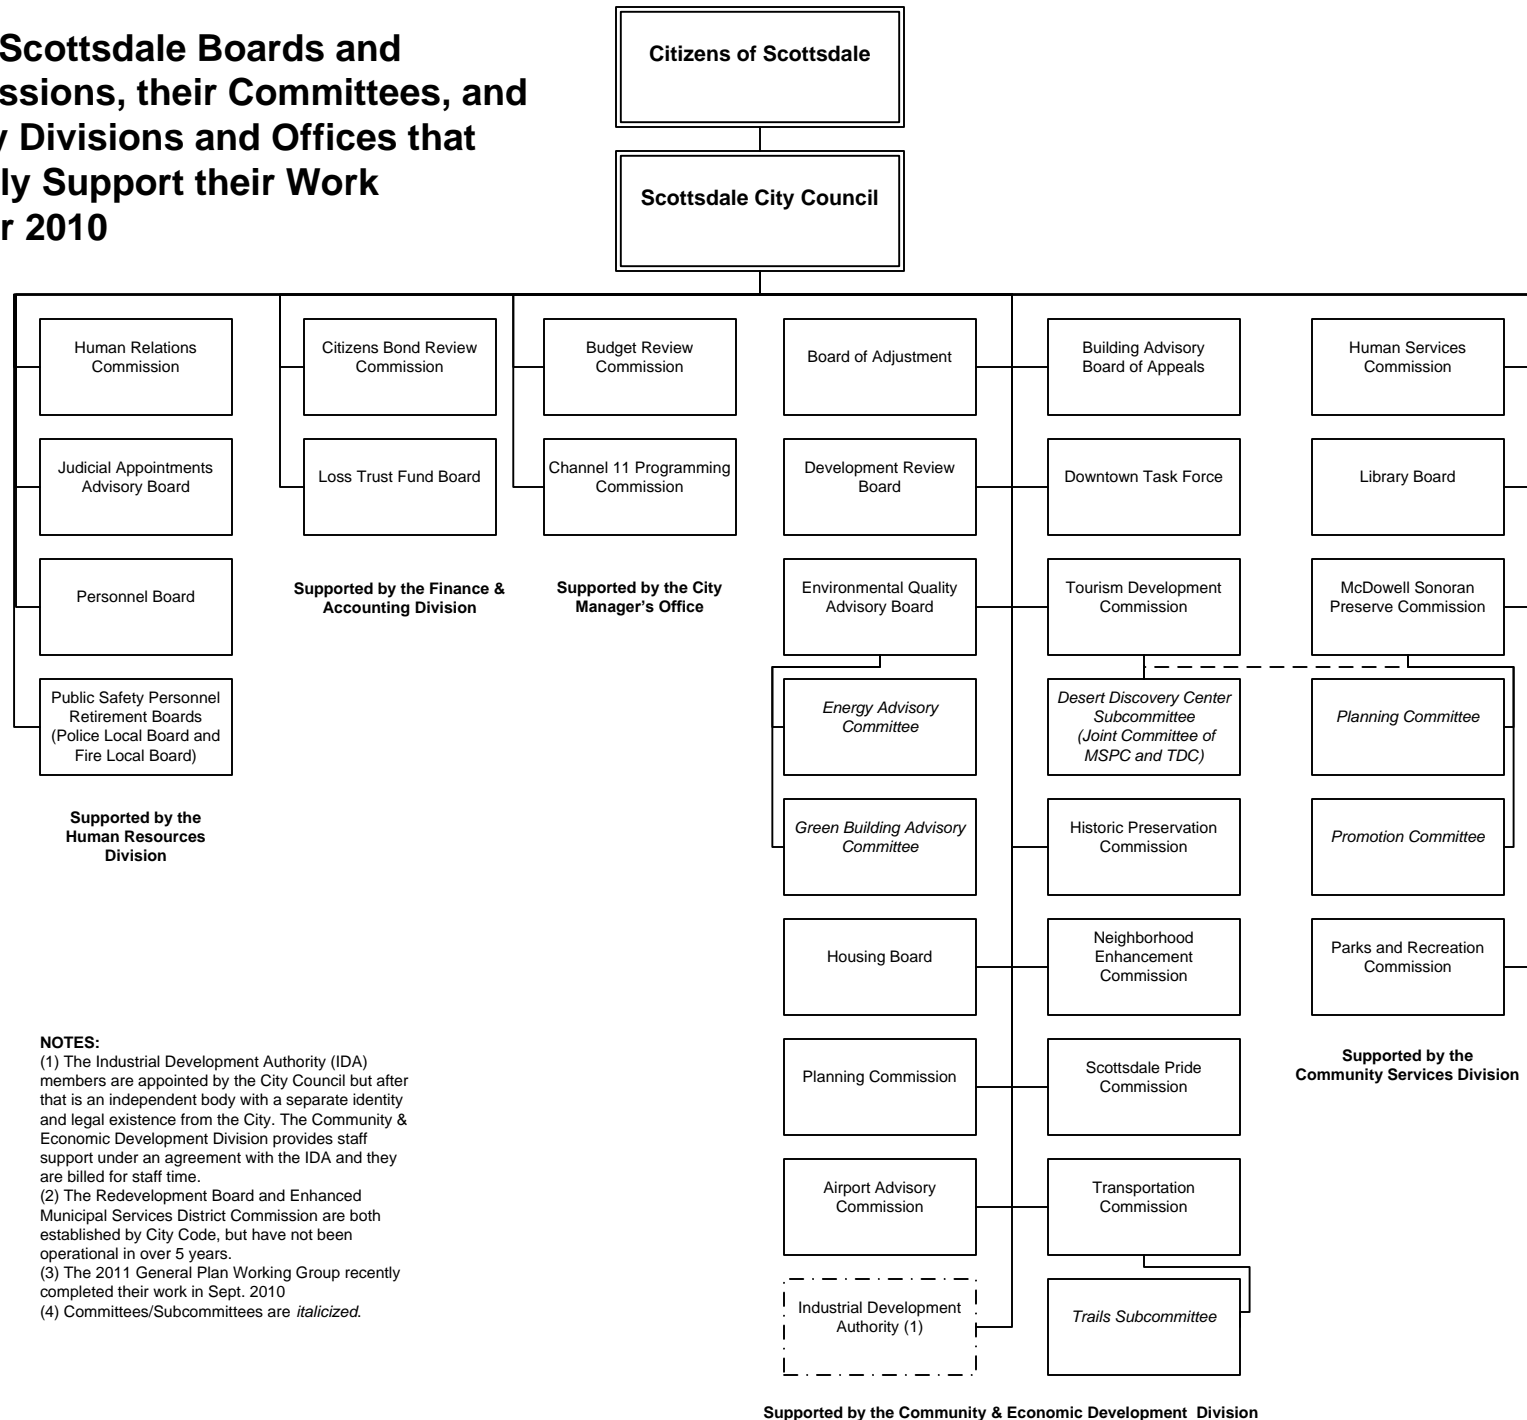 Scottsdale Boards and
ssions, their Committees, and
y Divisions and Offices that
ly Support their Work
r 2010
Citizens of Scottsdale
Scottsdale City Council
Human Relations
Commission
Judicial Appointments
Advisory Board
Personnel Board
Public Safety Personnel
Retirement Boards
(Police Local Board and
Fire Local Board)
Supported by the
Human Resources
Division
Citizens Bond Review
Commission
Loss Trust Fund Board
Supported by the Finance &
Accounting Division
Budget Review
Commission
Channel 11 Programming
Commission
Supported by the City
Manager's Office
Board of Adjustment
Development Review
Board
Environmental Quality
Advisory Board
Energy Advisory
Committee
Green Building Advisory
Committee
Housing Board
Planning Commission
Airport Advisory
Commission
Industrial Development
Authority (1)
Building Advisory
Board of Appeals
Downtown Task Force
Tourism Development
Commission
Desert Discovery Center
Subcommittee
(Joint Committee of
MSPC and TDC)
Historic Preservation
Commission
Neighborhood
Enhancement
Commission
Scottsdale Pride
Commission
Transportation
Commission
Trails Subcommittee
Supported by the Community & Economic Development Division
Human Services
Commission
Library Board
McDowell Sonoran
Preserve Commission
Planning Committee
Promotion Committee
Parks and Recreation
Commission
Supported by the
Community Services Division
NOTES:
(1) The Industrial Development Authority (IDA)
members are appointed by the City Council but after
that is an independent body with a separate identity
and legal existence from the City. The Community &
Economic Development Division provides staff
support under an agreement with the IDA and they
are billed for staff time.
(2) The Redevelopment Board and Enhanced
Municipal Services District Commission are both
established by City Code, but have not been
operational in over 5 years.
(3) The 2011 General Plan Working Group recently
completed their work in Sept. 2010
(4) Committees/Subcommittees are italicized.